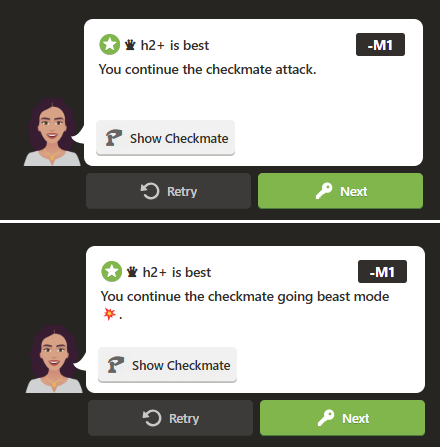 ♛ h2+ is best
-M1
You continue the checkmate attack.
Show Checkmate
Retry
Next
♛ h2+ is best
-M1
You continue the checkmate going beast mode
💥.
Show Checkmate
Retry
Next